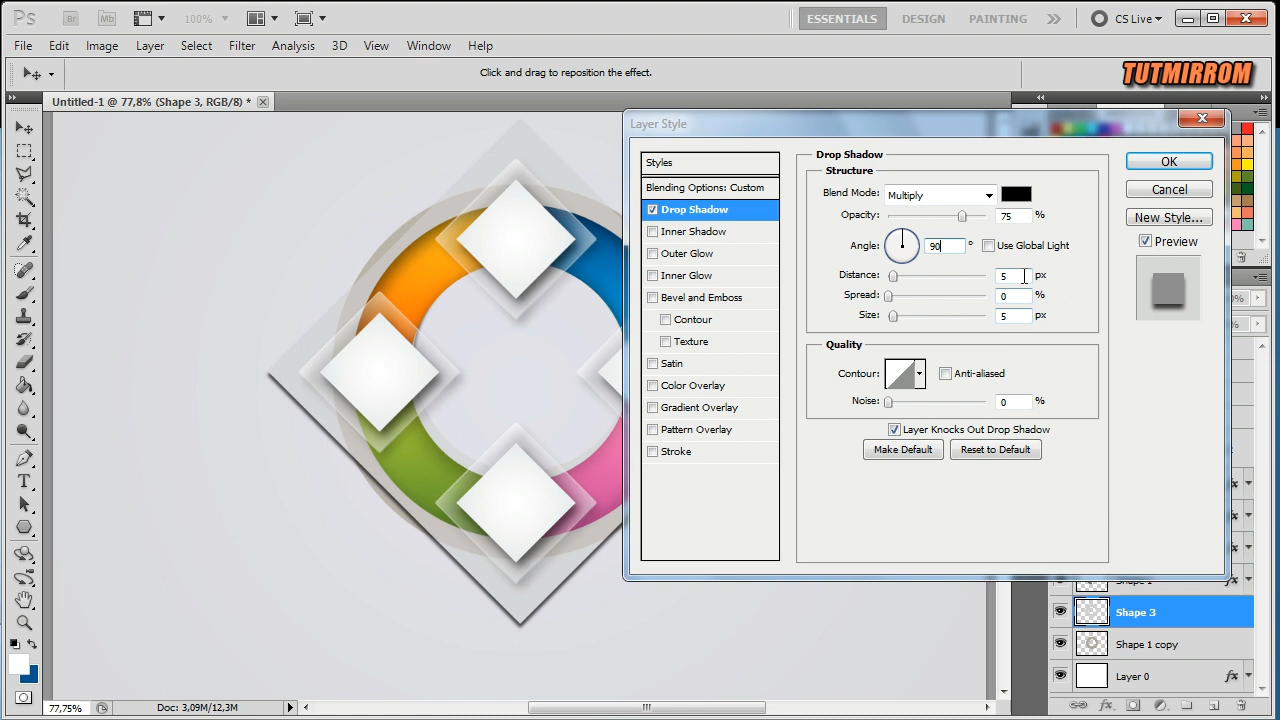 Ps Br Mb 100% ESSENTIALS DESIGN PAINTING CS Live
File Edit Image Layer Select Filter Analysis 3D View Window Help
Click and drag to reposition the effect.
TUTMIRROM
Untitled-1 @ 77,8% (Shape 3, RGB/8) *
Layer Style
Styles
Blending Options: Custom
Drop Shadow
Inner Shadow
Outer Glow
Inner Glow
Bevel and Emboss
Contour
Texture
Satin
Color Overlay
Gradient Overlay
Pattern Overlay
Stroke
Drop Shadow
Structure
Blend Mode: Multiply
Opacity: 75 %
Angle: 90 ° Use Global Light
Distance: 5 px
Spread: 0 %
Size: 5 px
Quality
Contour: Anti-aliased
Noise: 0 %
Layer Knocks Out Drop Shadow
Make Default Reset to Default
OK
Cancel
New Style...
Preview
T
fx
fx
fx
fx
Shape 3
Shape 1 copy
Layer 0 fx
fx.
77,75% Doc: 3,09M/12,3M